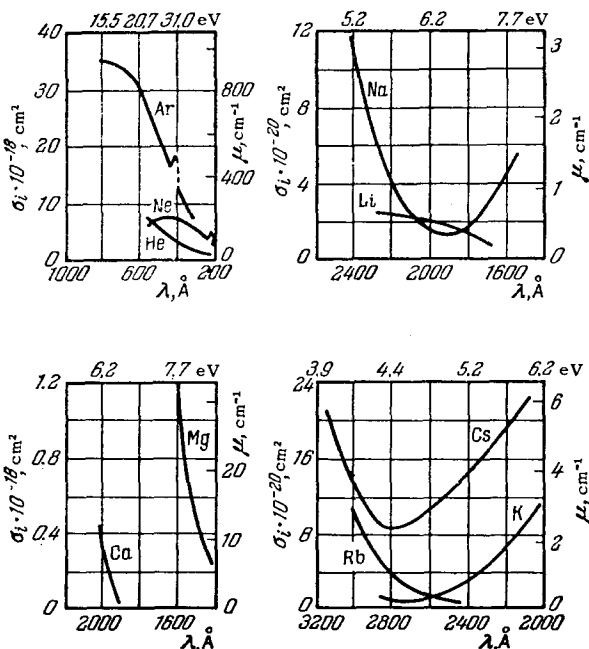 15,5 20,7 31,0 eV
40
30
20
10
0
σi·10⁻¹⁸, cm²
Ar
Ne
He
800
400
0
μ, cm⁻¹
1000 600 200
λ, Å
5.2 6.2 7.7 eV
12
8
4
0
σi·10⁻²⁰, cm²
Na
Li
3
2
1
0
μ, cm⁻¹
2400 2000 1600
λ, Å
6,2 7,7 eV
1.2
0.8
0.4
0
σi·10⁻¹⁸ cm²
Mg
Ca
20
10
0
μ, cm⁻¹
2000 1600
λ, Å
3,9 4,4 5,2 6,2 eV
24
16
8
0
σi·10⁻²⁰, cm²
Cs
K
Rb
6
4
2
0
μ, cm⁻¹
3200 2800 2400 2000
λ, Å